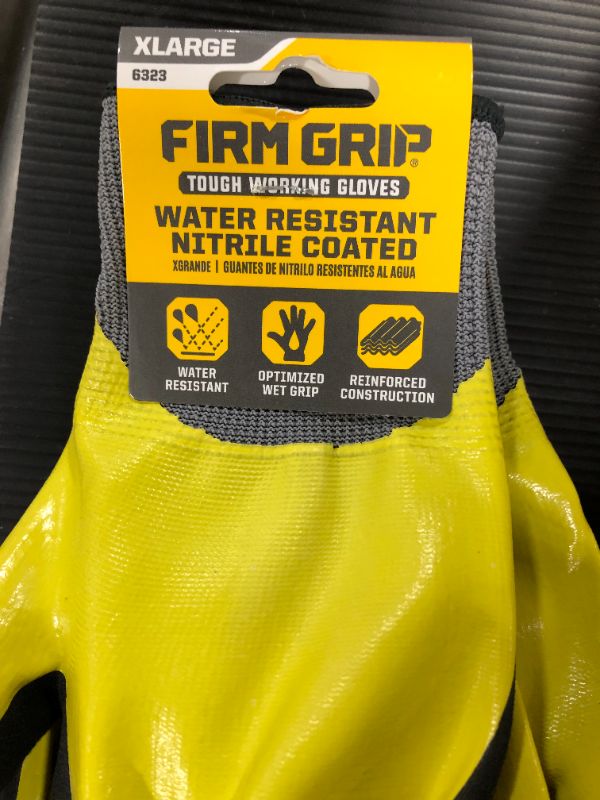 XLARGE
6323
FIRM GRIP®
TOUGH WORKING GLOVES
WATER RESISTANT
NITRILE COATED
XGRANDE | GUANTES DE NITRILO RESISTENTES AL AGUA
WATER
RESISTANT
OPTIMIZED
WET GRIP
REINFORCED
CONSTRUCTION